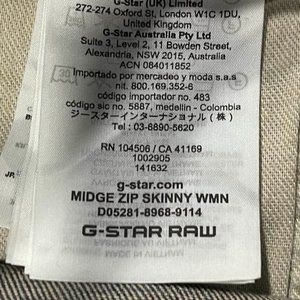 G-Star (UK) Limited
272-274 Oxford St, London W1C 1DU,
United Kingdom
G-Star Australia Pty Ltd
Suite 3, Level 2, 11 Bowden Street,
Alexandria, NSW 2015, Australia
ACN 084011852
Importado por mercadeo y moda s.a.s
nit. 800.169.352-6
código importador no. 483
código sic no. 5887, medellin - Colombia
ジースターインターナショナル(株)
Tel : 03-6890-5620
RN 104506 / CA 41169
1002905
141632
g-star.com
MIDGE ZIP SKINNY WMN
D05281-8968-9114
G-STAR RAW